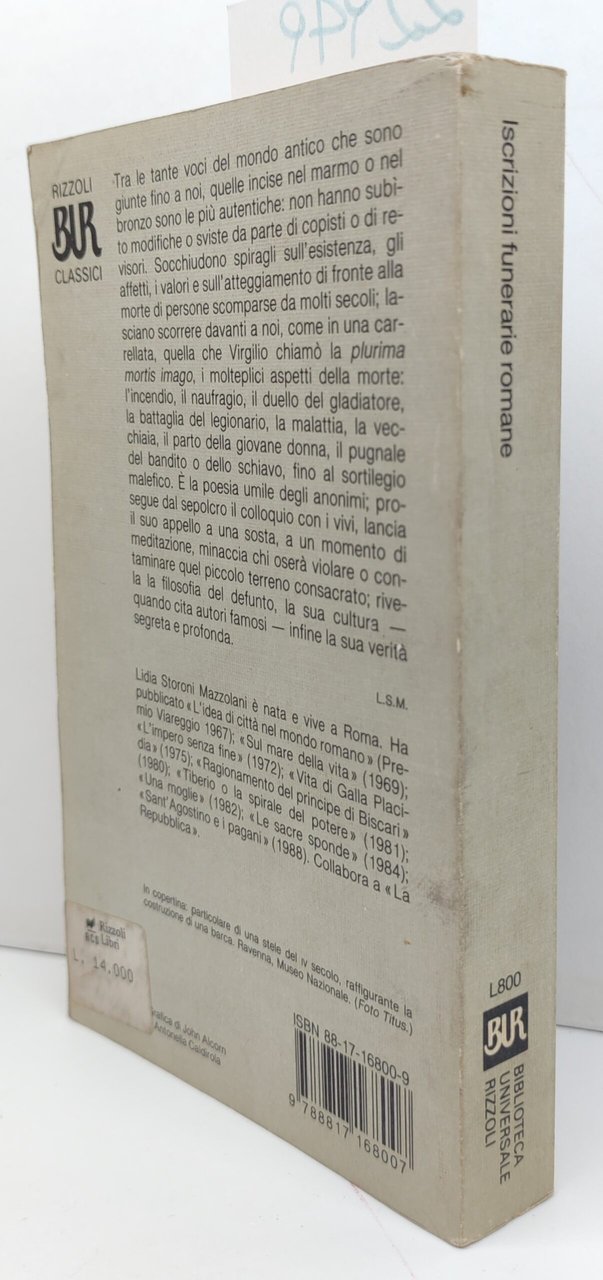 97922
RIZZOLI
BUR
CLASSICI
Tra le tante voci del mondo antico che sono
giunte fino a noi, quelle incise nel marmo o nel
bronzo sono le più autentiche: non hanno subi-
to modifiche o sviste da parte di copisti o di re-
visori. Socchiudono spiragli sull'esistenza, gli
affetti, i valori e sull'atteggiamento di fronte alla
morte di persone scomparse da molti secoli; la-
sciano scorrere davanti a noi, come in una car-
rellata, quella che Virgilio chiamò la plurima
mortis imago, i molteplici aspetti della morte:
l'incendio, il naufragio, il duello del gladiatore,
la battaglia del legionario, la malattia, la vec-
chiaia, il parto della giovane donna, il pugnale
del bandito o dello schiavo, fino al sortilegio
malefico. È la poesia umile degli anonimi; pro-
segue dal sepolcro il colloquio con i vivi, lancia
il suo appello a una sosta, a un momento di
meditazione, minaccia chi oserà violare o con-
taminare quel piccolo terreno consacrato; rive-
la la filosofia del defunto, la sua cultura —
quando cita autori famosi — infine la sua verità
segreta e profonda.
L.S.M.
Lidia Storoni Mazzolani è nata e vive a Roma. Ha
pubblicato «L'idea di città nel mondo romano» (Pre-
mio Viareggio 1967); «Sul mare della vita» (1969);
«L'impero senza fine» (1972); «Vita di Galla Placi-
dia» (1975); «Ragionamento del principe di Biscari»
(1980); «Tiberio o la spirale del potere» (1981);
«Una moglie» (1982); «Le sacre sponde» (1984);
«Sant'Agostino e i pagani» (1988). Collabora a «La
Repubblica».
In copertina: particolare di una stele del IV secolo, raffigurante la
costruzione di una barca. Ravenna, Museo Nazionale. (Foto Titus.)
Rizzoli
RCS Libri
L. 14.000
Grafica di John Alcorn
Antonella Caldirola
ISBN 88-17-16800-9
9 788817 168007
Iscrizioni funerarie romane
L800
BUR
BIBLIOTECA
UNIVERSALE
RIZZOLI